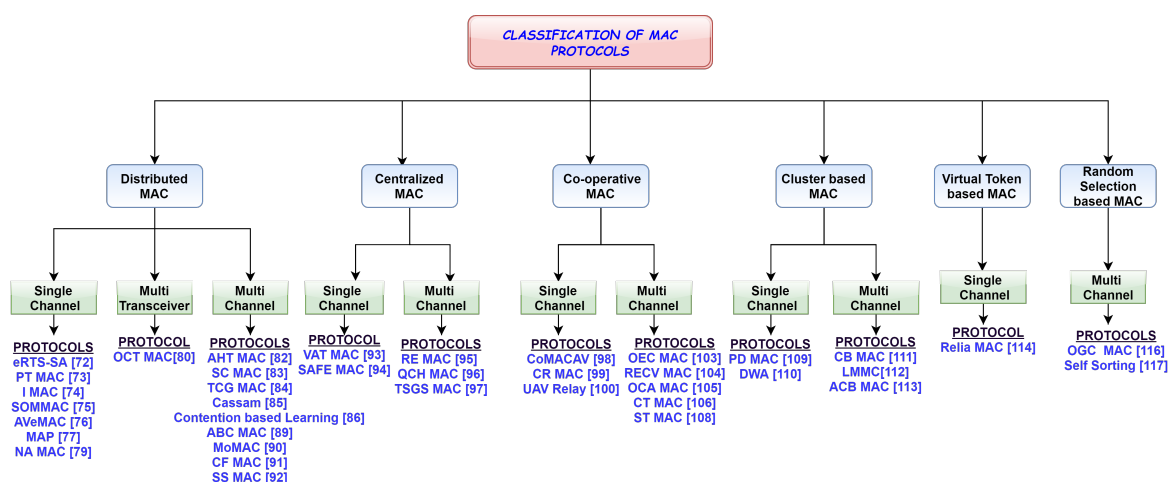 CLASSIFICATION OF MAC
PROTOCOLS
Distributed
MAC
Centralized
MAC
Co-operative
MAC
Cluster based
MAC
Virtual Token
based MAC
Random
Selection
based MAC
Single
Channel
Multi
Transceiver
Multi
Channel
Single
Channel
Multi
Channel
Single
Channel
Multi
Channel
Single
Channel
Multi
Channel
Single
Channel
Multi
Channel
PROTOCOLS
eRTS-SA [72]
PT MAC [73]
I MAC [74]
SOMMAC [75]
AVeMAC [76]
MAP [77]
NA MAC [79]
PROTOCOL
OCT MAC[80]
PROTOCOLS
AHT MAC [82]
SC MAC [83]
TCG MAC [84]
Cassam [85]
Contention based Learning [86]
ABC MAC [89]
MoMAC [90]
CF MAC [91]
SS MAC [92]
PROTOCOL
VAT MAC [93]
SAFE MAC [94]
PROTOCOLS
RE MAC [95]
QCH MAC [96]
TSGS MAC [97]
PROTOCOLS
CoMACAV [98]
CR MAC [99]
UAV Relay [100]
PROTOCOLS
OEC MAC [103]
RECV MAC [104]
OCA MAC [105]
CT MAC [106]
ST MAC [108]
PROTOCOLS
PD MAC [109]
DWA [110]
PROTOCOLS
CB MAC [111]
LMMC[112]
ACB MAC [113]
PROTOCOL
Relia MAC [114]
PROTOCOLS
OGC MAC [116]
Self Sorting [117]